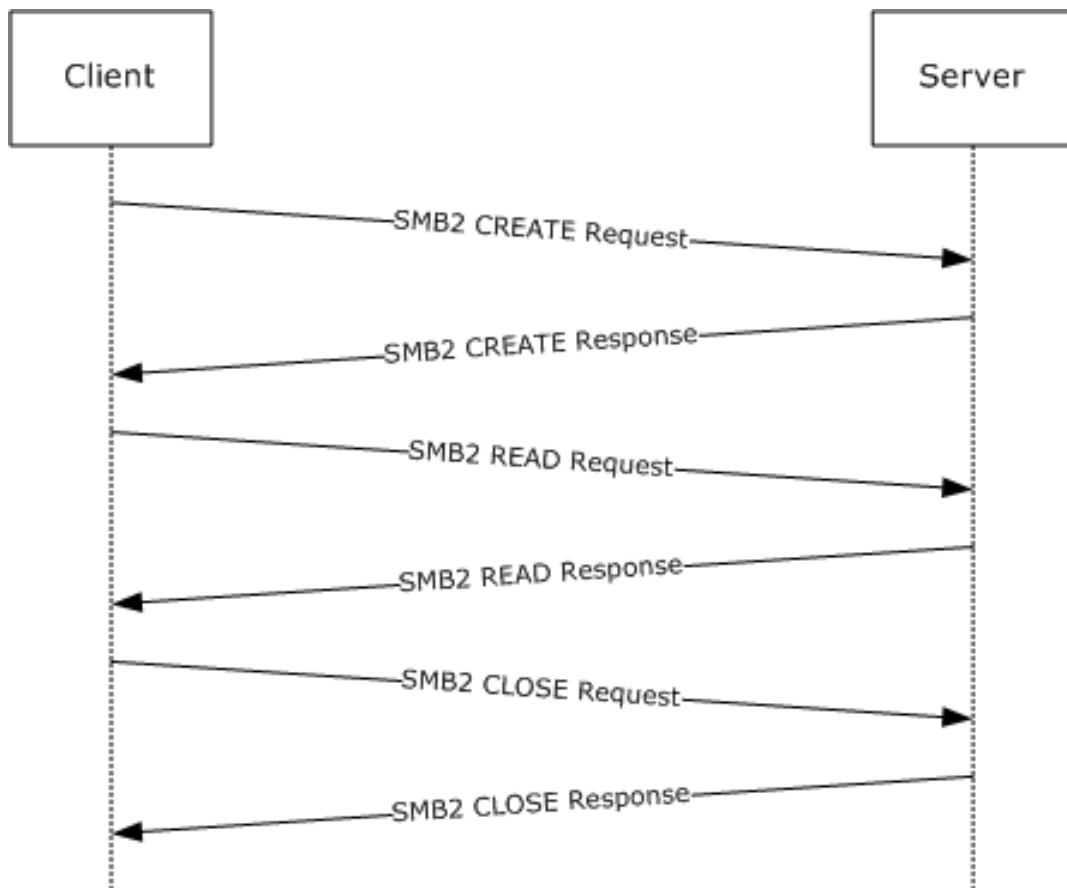 Client
Server
SMB2 CREATE Request
SMB2 CREATE Response
SMB2 READ Request
SMB2 READ Response
SMB2 CLOSE Request
SMB2 CLOSE Response